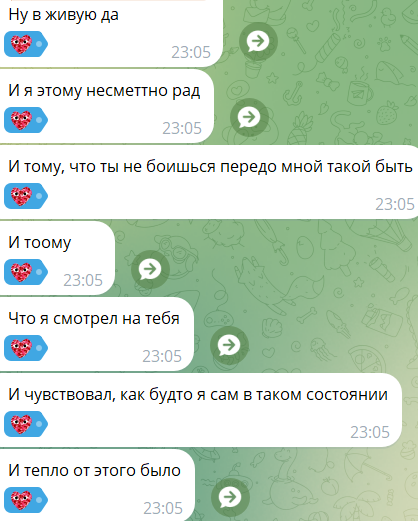 Ну в живую да
23:05
И я этому несметтно рад
23:05
И тому, что ты не боишься передо мной такой быть
23:05
И тоому
23:05
Что я смотрел на тебя
23:05
И чувствовал, как будто я сам в таком состоянии
23:05
И тепло от этого было
23:05